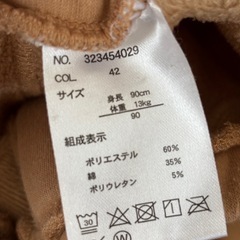 NO. 323454029
COL. 42
サイズ
身長 90cm
体重 13kg
90
組成表示
ポリエステル 60%
綿 35%
ポリウレタン 5%
30
W